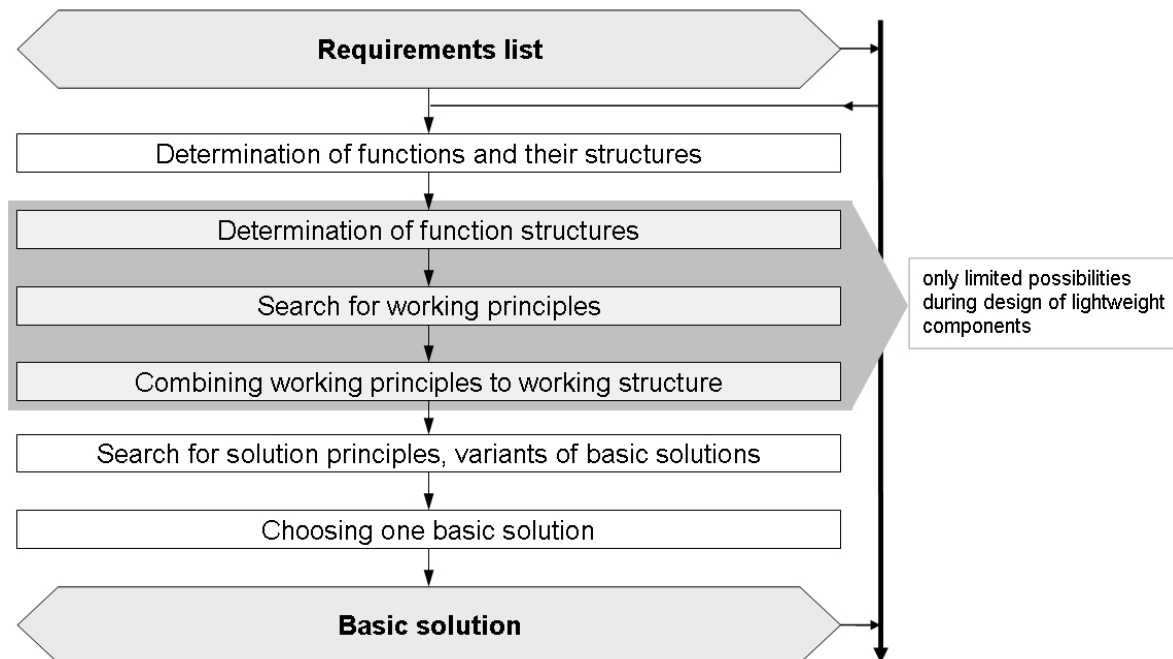 Requirements list
Determination of functions and their structures
Determination of function structures
Search for working principles
Combining working principles to working structure
only limited possibilities
during design of lightweight
components
Search for solution principles, variants of basic solutions
Choosing one basic solution
Basic solution